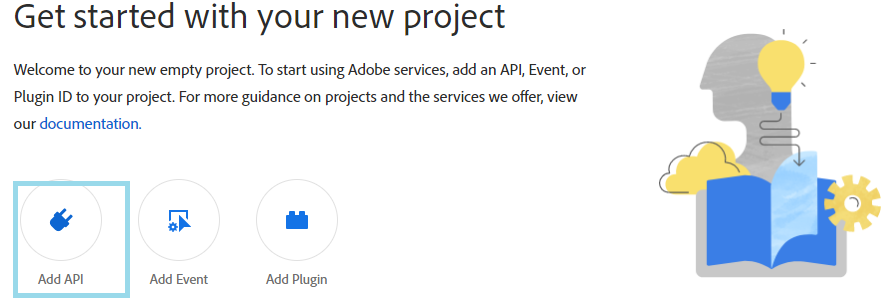 Get started with your new project
Welcome to your new empty project. To start using Adobe services, add an API, Event, or
Plugin ID to your project. For more guidance on projects and the services we offer, view
our documentation.
Add API
Add Event
Add Plugin